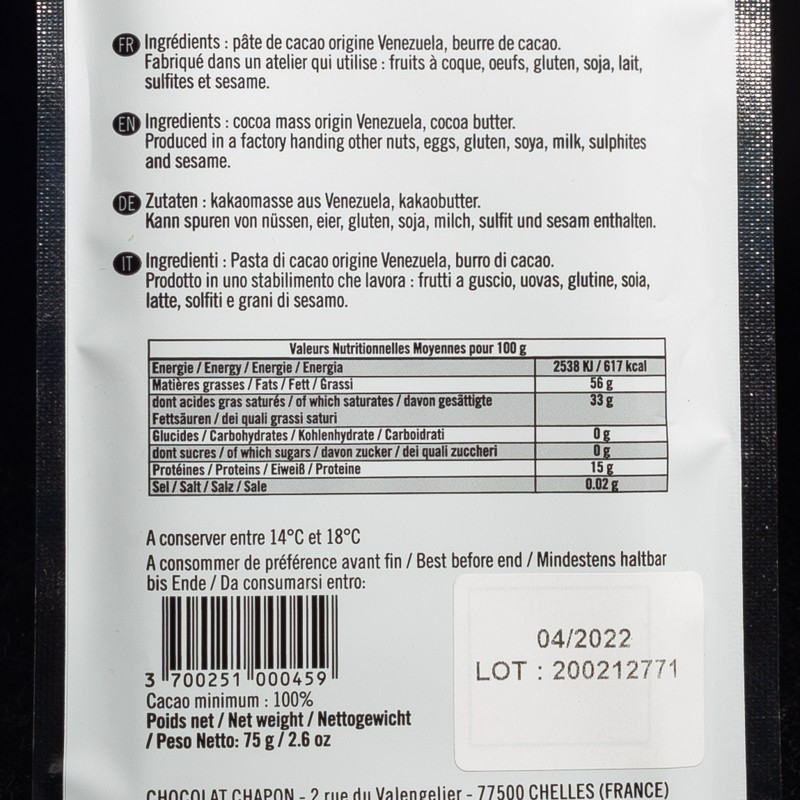 FR Ingrédients : pâte de cacao origine Venezuela, beurre de cacao.
Fabriqué dans un atelier qui utilise : fruits à coque, oeufs, gluten, soja, lait,
sulfites et sesame.
EN Ingredients : cocoa mass origin Venezuela, cocoa butter.
Produced in a factory handing other nuts, eggs, gluten, soya, milk, sulphites
and sesame.
DE Zutaten : kakaomasse aus Venezuela, kakaobutter.
Kann spuren von nüssen, eier, gluten, soja, milch, sulfit und sesam enthalten.
IT Ingredienti : Pasta di cacao origine Venezuela, burro di cacao.
Prodotto in uno stabilimento che lavora : frutti a guscio, uovas, glutine, soia,
latte, solfiti e grani di sesamo.
Valeurs Nutritionnelles Moyennes pour 100 g
Energie / Energy / Energie / Energia 2538 KJ / 617 kcal
Matières grasses / Fats / Fett / Grassi 56 g
dont acides gras saturés / of which saturates / davon gesättigte 33 g
Fettsäuren / dei quali grassi saturi
Glucides / Carbohydrates / Kohlenhydrate / Carboidrati 0 g
dont sucres / of which sugars / davon zucker / dei quali zuccheri 0 g
Protéines / Proteins / Eiweiß / Proteine 15 g
Sel / Salt / Salz / Sale 0.02 g
A conserver entre 14°C et 18°C
A consommer de préférence avant fin / Best before end / Mindestens haltbar
bis Ende / Da consumarsi entro:
04/2022
LOT : 200212771
3 700251 000459
Cacao minimum : 100%
Poids net / Net weight / Nettogewicht
/ Peso Netto: 75 g / 2.6 oz
CHOCOLAT CHAPON - 2 rue du Valengelier - 77500 CHELLES (FRANCE)